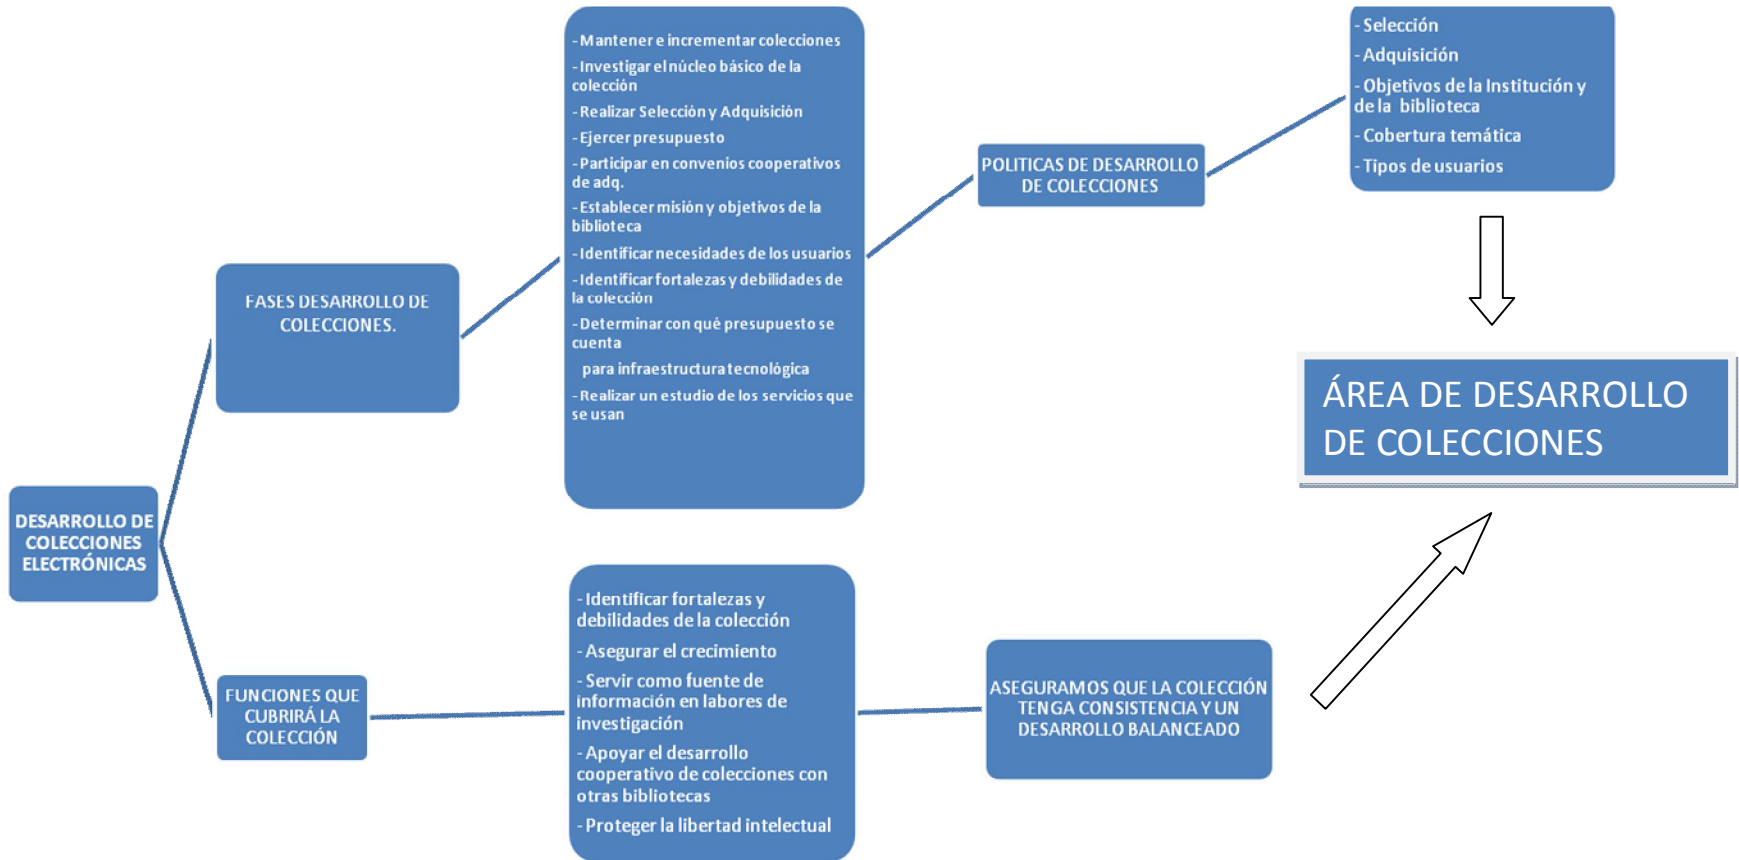 DESARROLLO DE
COLECCIONES
ELECTRÓNICAS
FASES DESARROLLO DE
COLECCIONES.
- Mantener e incrementar colecciones
- Investigar el núcleo básico de la
colección
- Realizar Selección y Adquisición
- Ejercer presupuesto
- Participar en convenios cooperativos
de adq.
- Establecer misión y objetivos de la
biblioteca
- Identificar necesidades de los usuarios
- Identificar fortalezas y debilidades de
la colección
- Determinar con qué presupuesto se
cuenta
para infraestructura tecnológica
- Realizar un estudio de los servicios que
se usan
POLITICAS DE DESARROLLO
DE COLECCIONES
- Selección
- Adquisición
- Objetivos de la Institución y
de la biblioteca
- Cobertura temática
- Tipos de usuarios
ÁREA DE DESARROLLO
DE COLECCIONES
FUNCIONES QUE
CUBRIRÁ LA
COLECCIÓN
- Identificar fortalezas y
debilidades de la colección
- Asegurar el crecimiento
- Servir como fuente de
información en labores de
investigación
- Apoyar el desarrollo
cooperativo de colecciones con
otras bibliotecas
- Proteger la libertad intelectual
ASEGURAMOS QUE LA COLECCIÓN
TENGA CONSISTENCIA Y UN
DESARROLLO BALANCEADO